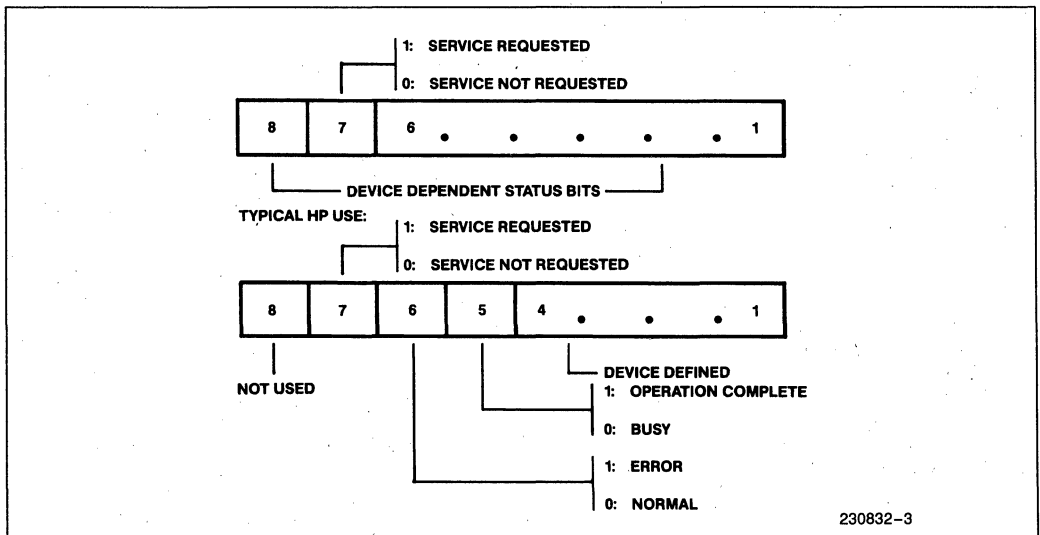 1: SERVICE REQUESTED
0: SERVICE NOT REQUESTED
8 7 6 . . . . . 1
DEVICE DEPENDENT STATUS BITS
TYPICAL HP USE:
1: SERVICE REQUESTED
0: SERVICE NOT REQUESTED
8 7 6 5 4 . . . 1
NOT USED
DEVICE DEFINED
1: OPERATION COMPLETE
0: BUSY
1: ERROR
0: NORMAL
230832-3